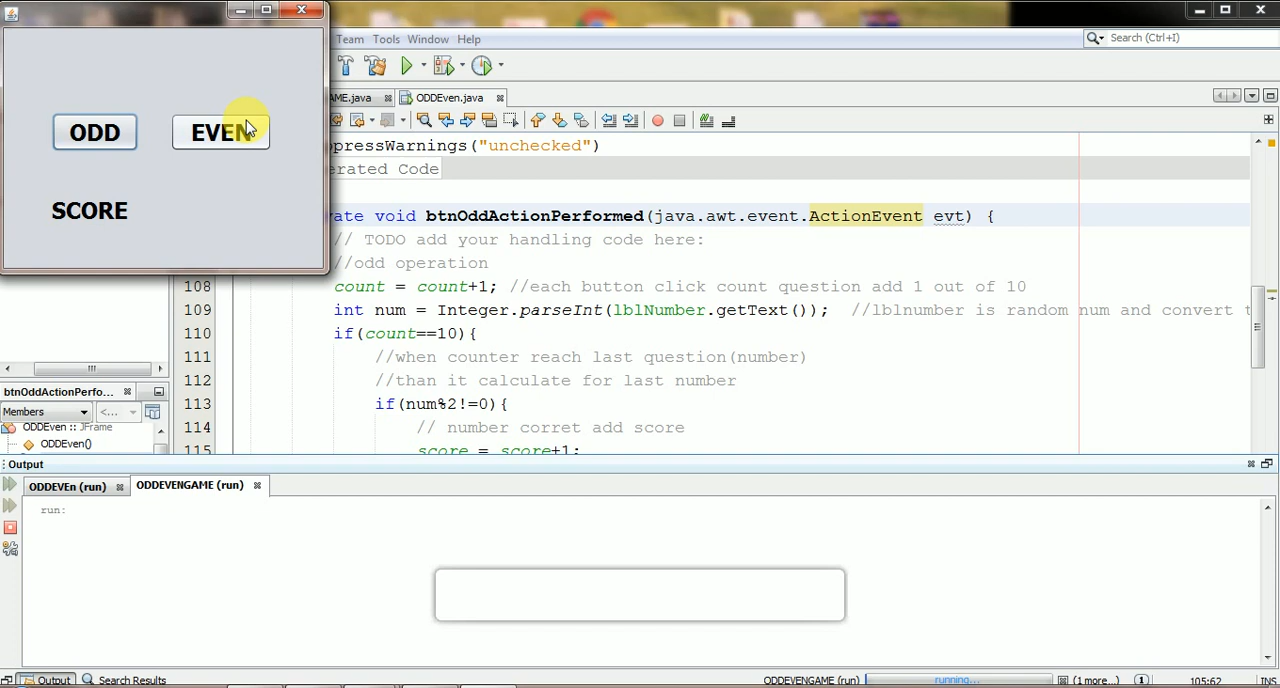 Team Tools Window Help
Search (Ctrl+I)
AME.java
ODDEven.java
ODD
EVEN
SCORE
pressWarnings("unchecked")
erated Code
ate void btnOddActionPerformed(java.awt.event.ActionEvent evt) {
// TODO add your handling code here:
//odd operation
108 count = count+1; //each button click count question add 1 out of 10
109 int num = Integer.parseInt(lblNumber.getText()); //lblnumber is random num and convert t
110 if(count==10){
111 //when counter reach last question(number)
112 //than it calculate for last number
113 if(num%2!=0){
114 // number corret add score
115 score = score+1;
btnOddActionPerfo...
Members
<...
ODDEven :: JFrame
ODDEven()
Output
ODDEVEn (run)
ODDEVENGAME (run)
run:
Output
Search Results
ODDEVENGAME (run)
running...
(1 more...)
1
105:62
INS